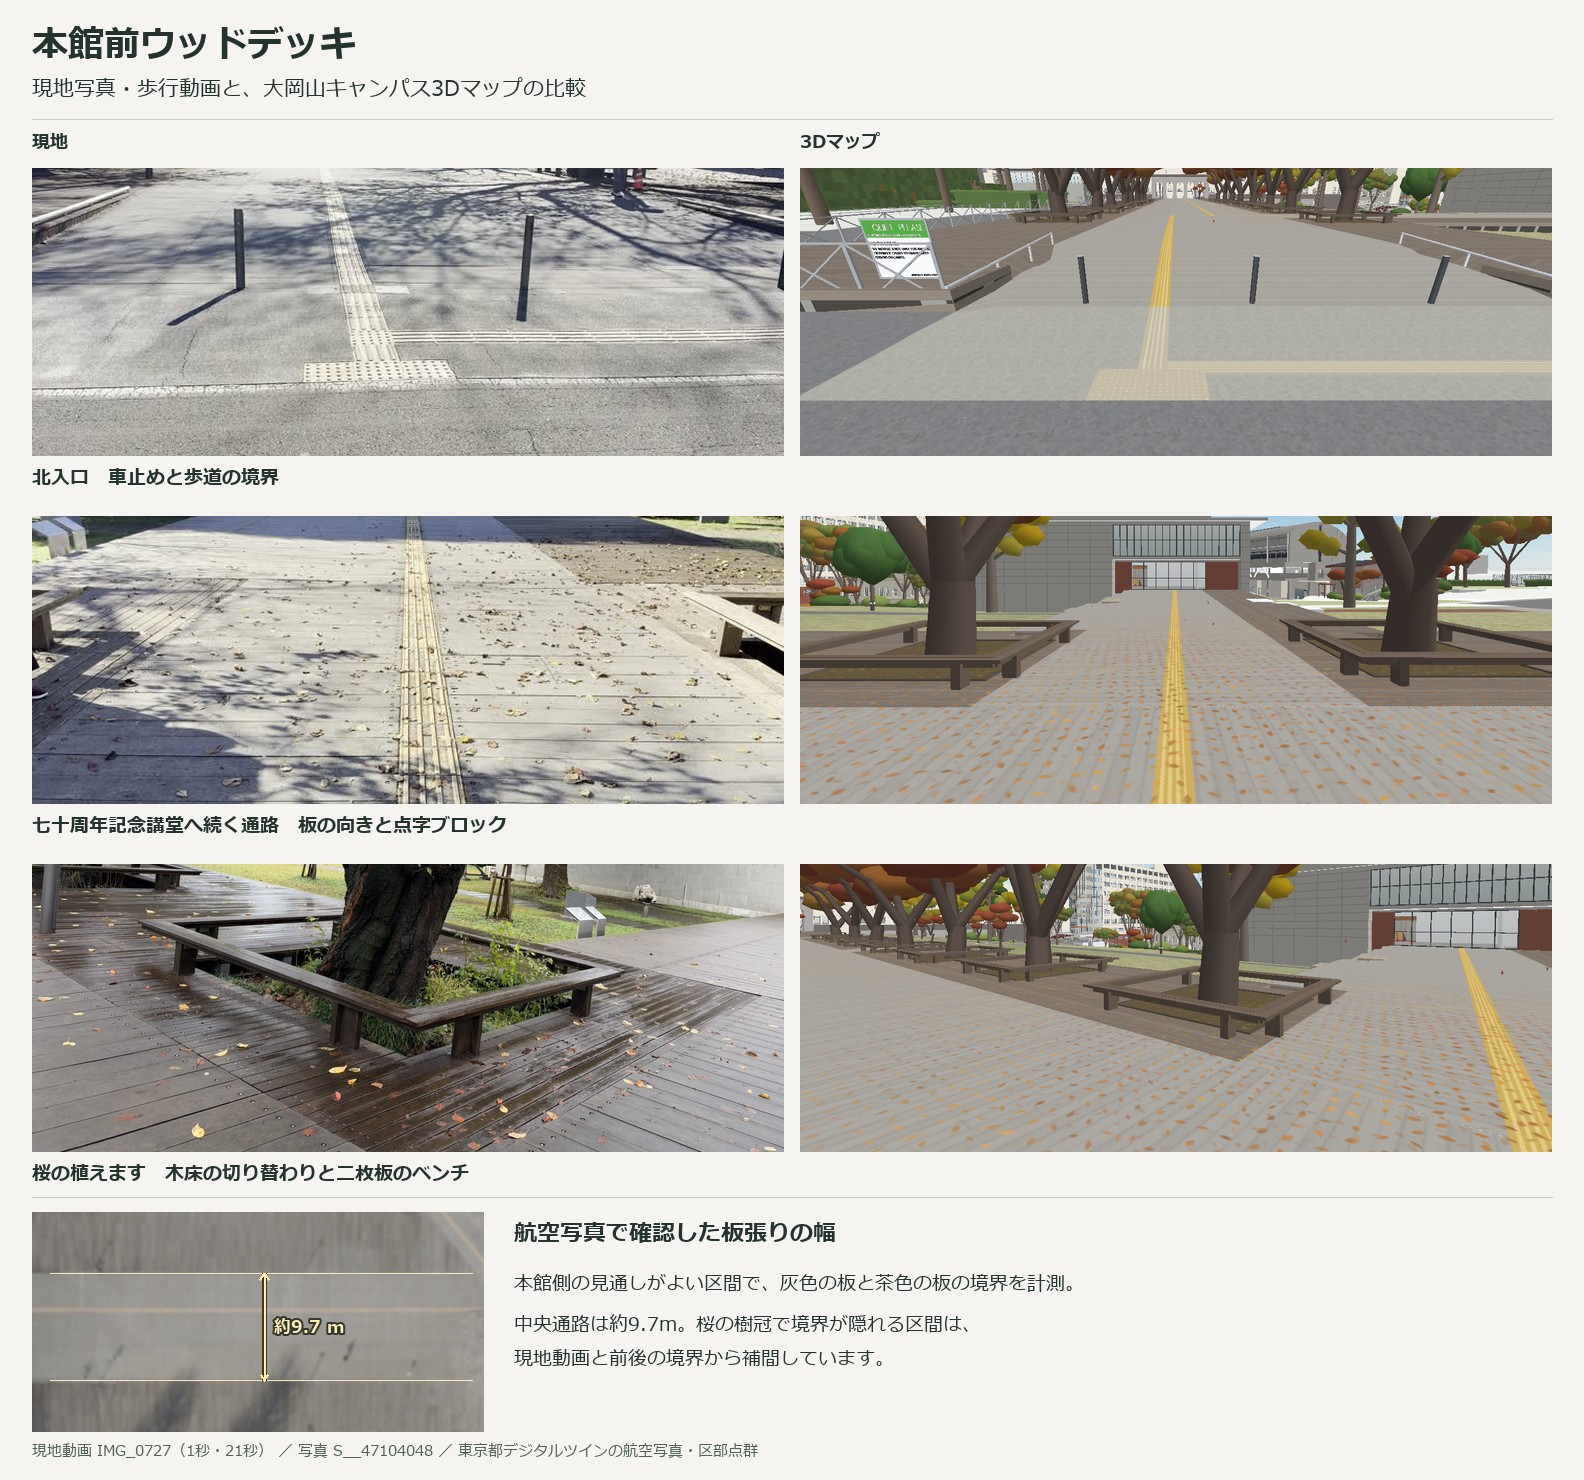 本館前ウッドデッキ
現地写真・歩行動画と、大岡山キャンパス3Dマップの比較
現地
3Dマップ
北入口　車止めと歩道の境界
七十周年記念講堂へ続く通路　板の向きと点字ブロック
桜の植えます　木床の切り替わりと二枚板のベンチ
航空写真で確認した板張りの幅
本館側の見通しがよい区間で、灰色の板と茶色の板の境界を計測。
約9.7 m
中央通路は約9.7m。桜の樹冠で境界が隠れる区間は、
現地動画と前後の境界から補間しています。
現地動画 IMG_0727（1秒・21秒） ／ 写真 S__47104048 ／ 東京都デジタルツインの航空写真・区部点群